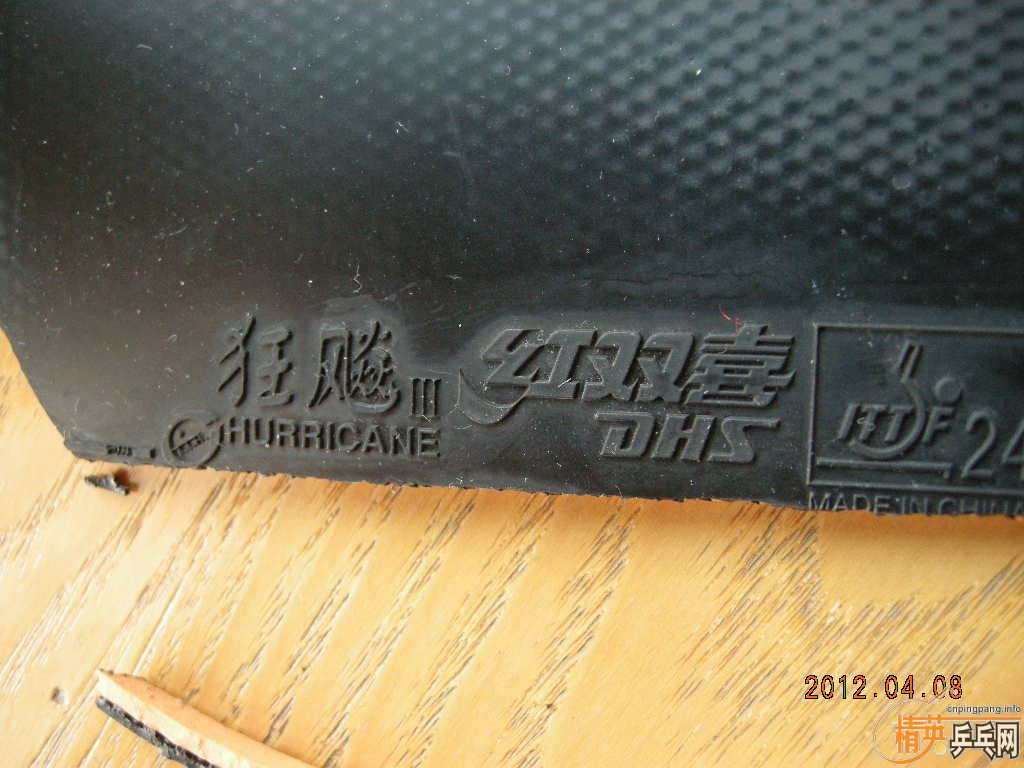 狂飚III
HURRICANE
红双喜
DHS
ITTF
24
MADE IN CHINA
2012.04.08
cnpingpang.info
精英乒乓网